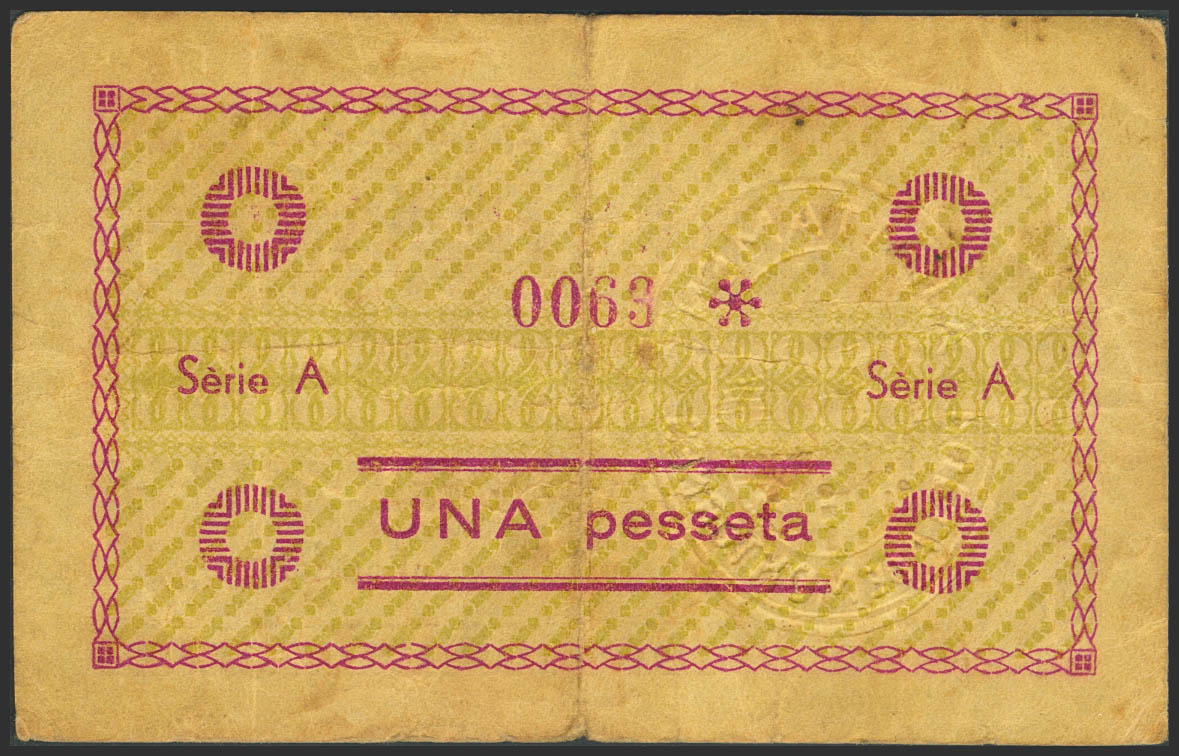 0063 *
Sèrie A
Sèrie A
UNA pesseta